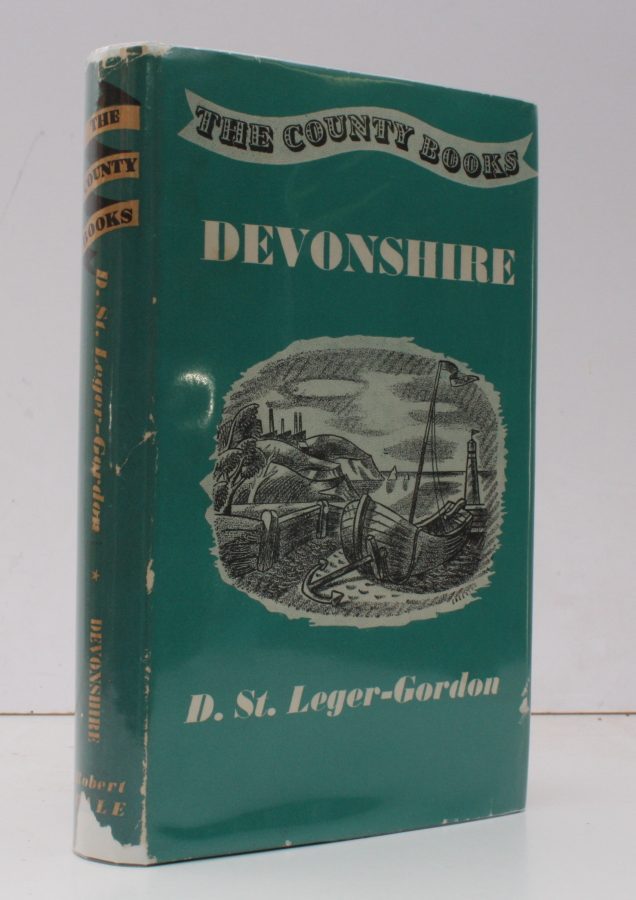 THE COUNTY BOOKS
DEVONSHIRE
D. St. Leger-Gordon
THE
COUNTY
BOOKS
D. St. Leger-Gordon
DEVONSHIRE
Robert